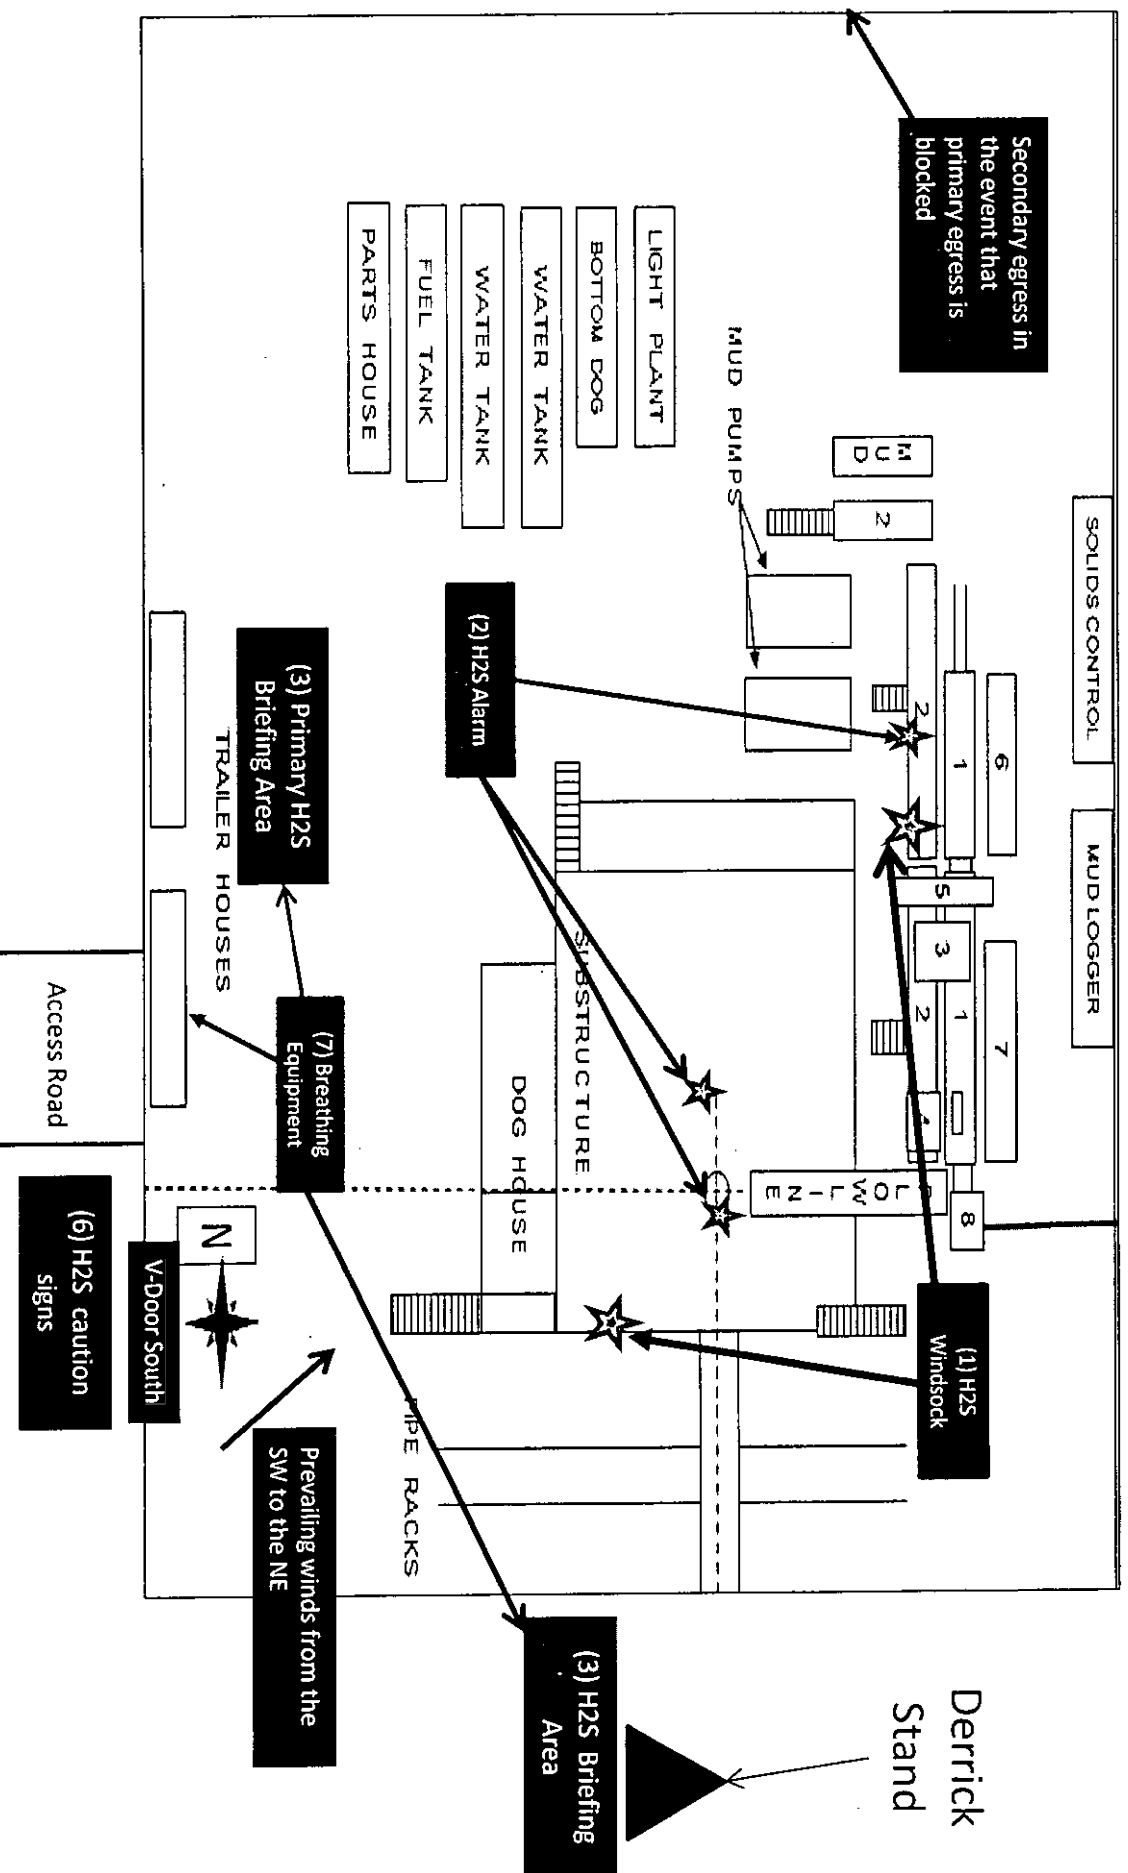 Secondary egress in
the event that
primary egress is
blocked
SOLIDS CONTROL
MUD LOGGER
LIGHT PLANT
BOTTOM DOG
WATER TANK
WATER TANK
FUEL TANK
PARTS HOUSE
MUD PUMPS
MUD
2
2
6
1
5
3
2
1
7
4
8
FLOWLINE
(2) H2S Alarm
(1) H2S
Windsock
SUBSTRUCTURE
DOG HOUSE
(3) Primary H2S
Briefing Area
TRAILER HOUSES
(7) Breathing
Equipment
PIPE RACKS
Access Road
N
V-Door South
(6) H2S caution
signs
Prevailing winds from the
SW to the NE
(3) H2S Briefing
Area
Derrick
Stand